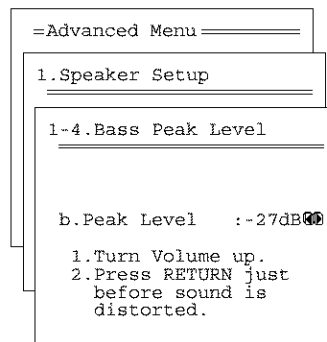 =Advanced Menu
1.Speaker Setup
1-4.Bass Peak Level
b.Peak Level :-27dB
1.Turn Volume up.
2.Press RETURN just
before sound is
distorted.